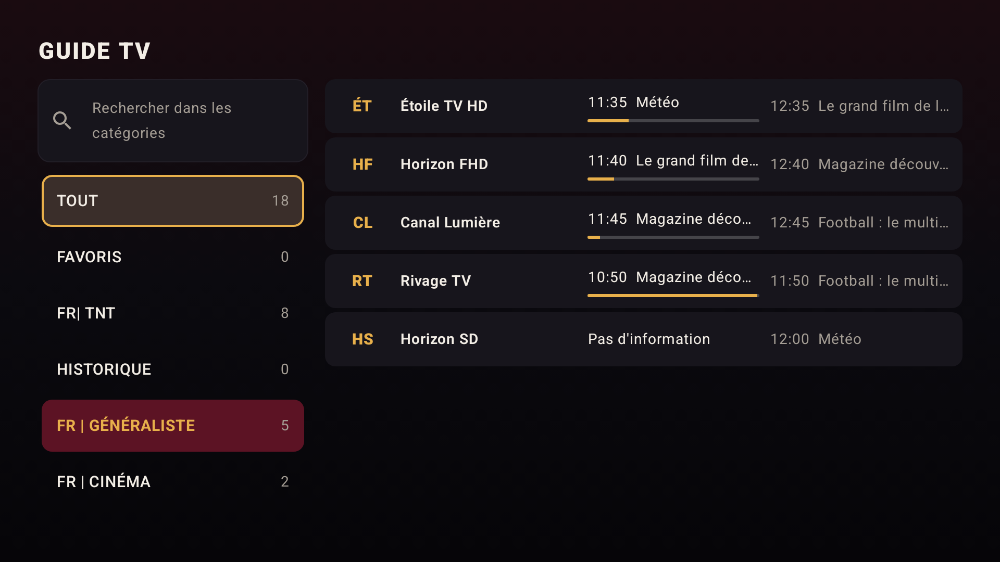 GUIDE TV
Rechercher dans les
catégories
TOUT 18
FAVORIS 0
FR| TNT 8
HISTORIQUE 0
FR | GÉNÉRALISTE 5
FR | CINÉMA 2
ÉT Étoile TV HD 11:35 Météo 12:35 Le grand film de l…
HF Horizon FHD 11:40 Le grand film de… 12:40 Magazine découv…
CL Canal Lumière 11:45 Magazine déco… 12:45 Football : le multi…
RT Rivage TV 10:50 Magazine déco… 11:50 Football : le multi…
HS Horizon SD Pas d'information 12:00 Météo